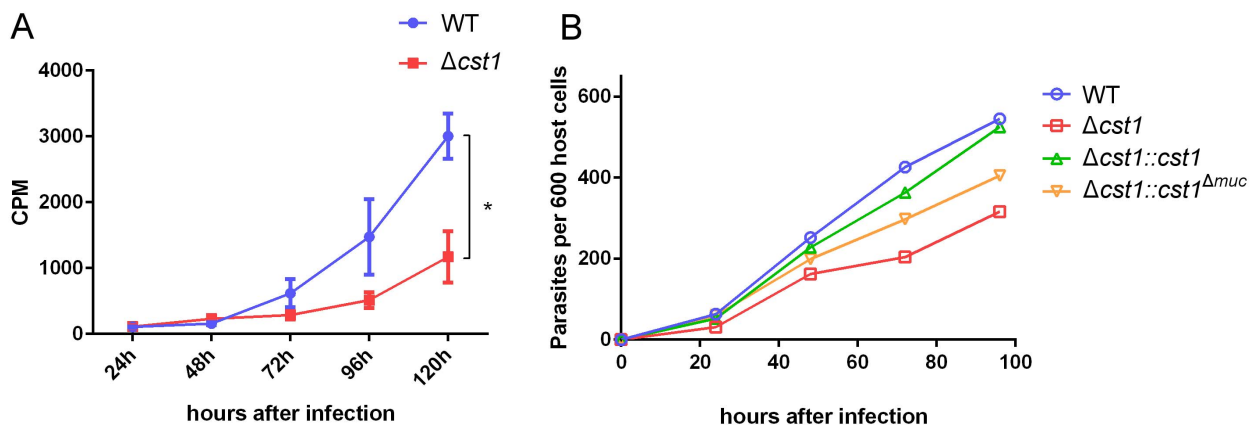 A
WT
Δcst1
4000
3000
2000
1000
0
CPM
*
24h
48h
72h
96h
120h
hours after infection
B
WT
Δcst1
Δcst1::cst1
Δcst1::cst1^Δmuc
600
400
200
0
Parasites per 600 host cells
0 20 40 60 80 100
hours after infection